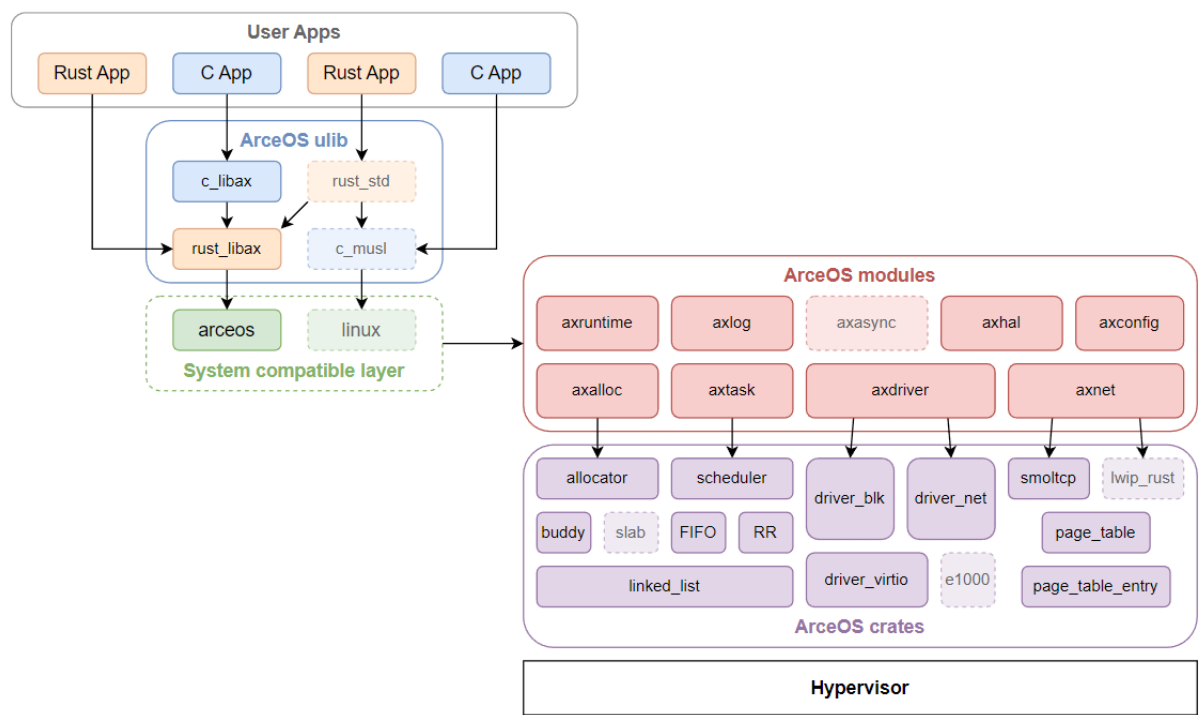 User Apps
Rust App
C App
Rust App
C App
ArceOS ulib
c_libax
rust_std
rust_libax
c_musl
arceos
linux
System compatible layer
ArceOS modules
axruntime
axlog
axasync
axhal
axconfig
axalloc
axtask
axdriver
axnet
allocator
scheduler
driver_blk
driver_net
smoltcp
lwip_rust
buddy
slab
FIFO
RR
page_table
linked_list
driver_virtio
e1000
page_table_entry
ArceOS crates
Hypervisor